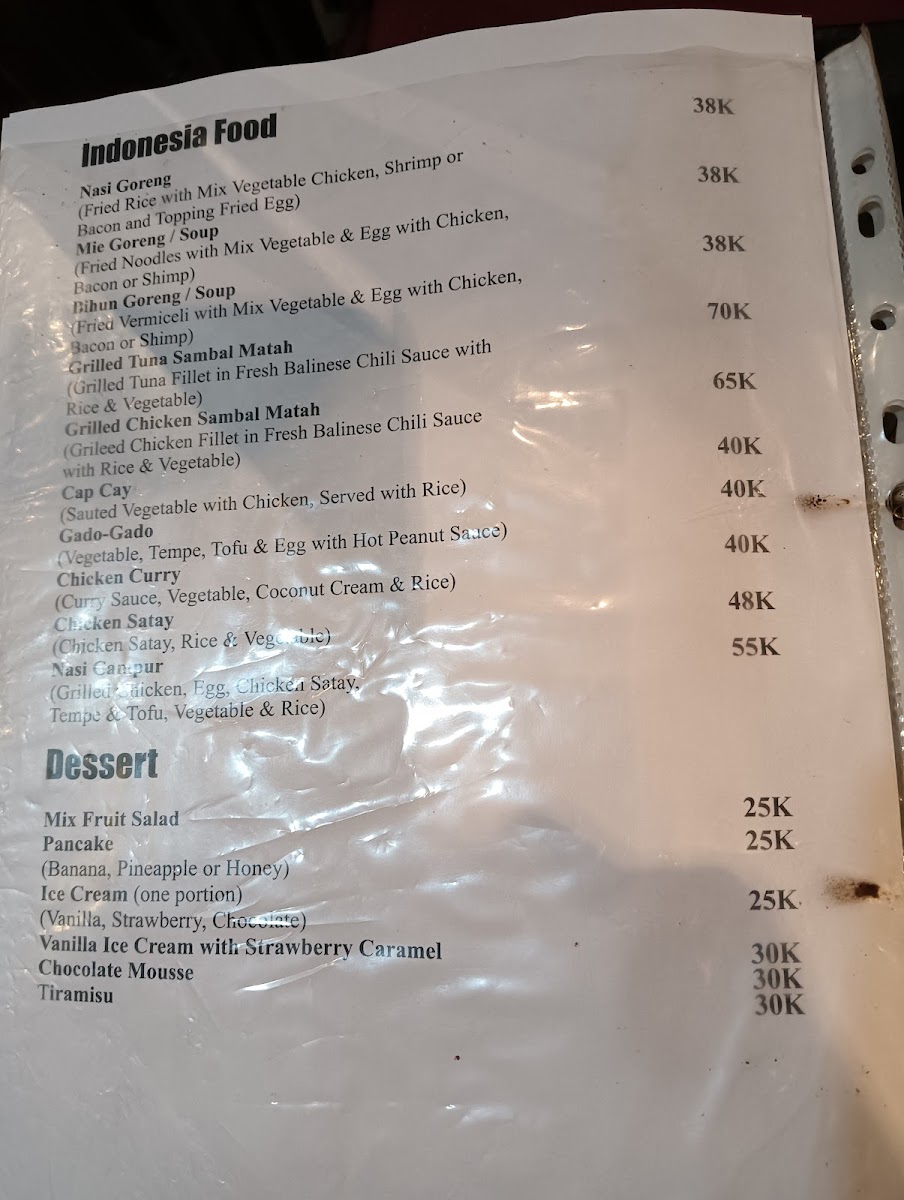 Indonesia Food
Nasi Goreng 38K
(Fried Rice with Mix Vegetable Chicken, Shrimp or
Bacon and Topping Fried Egg)
Mie Goreng / Soup 38K
(Fried Noodles with Mix Vegetable & Egg with Chicken,
Bacon or Shimp)
Bihun Goreng / Soup 38K
(Fried Vermiceli with Mix Vegetable & Egg with Chicken,
Bacon or Shimp)
Grilled Tuna Sambal Matah 70K
(Grilled Tuna Fillet in Fresh Balinese Chili Sauce with
Rice & Vegetable)
Grilled Chicken Sambal Matah 65K
(Grileed Chicken Fillet in Fresh Balinese Chili Sauce
with Rice & Vegetable)
Cap Cay 40K
(Sauted Vegetable with Chicken, Served with Rice)
Gado-Gado 40K
(Vegetable, Tempe, Tofu & Egg with Hot Peanut Sauce)
Chicken Curry 40K
(Curry Sauce, Vegetable, Coconut Cream & Rice)
Chicken Satay 48K
(Chicken Satay, Rice & Vegetable)
Nasi Campur 55K
(Grilled Chicken, Egg, Chicken Satay,
Tempe & Tofu, Vegetable & Rice)
Dessert
Mix Fruit Salad 25K
Pancake 25K
(Banana, Pineapple or Honey)
Ice Cream (one portion) 25K
(Vanilla, Strawberry, Chocolate)
Vanilla Ice Cream with Strawberry Caramel 30K
Chocolate Mousse 30K
Tiramisu 30K